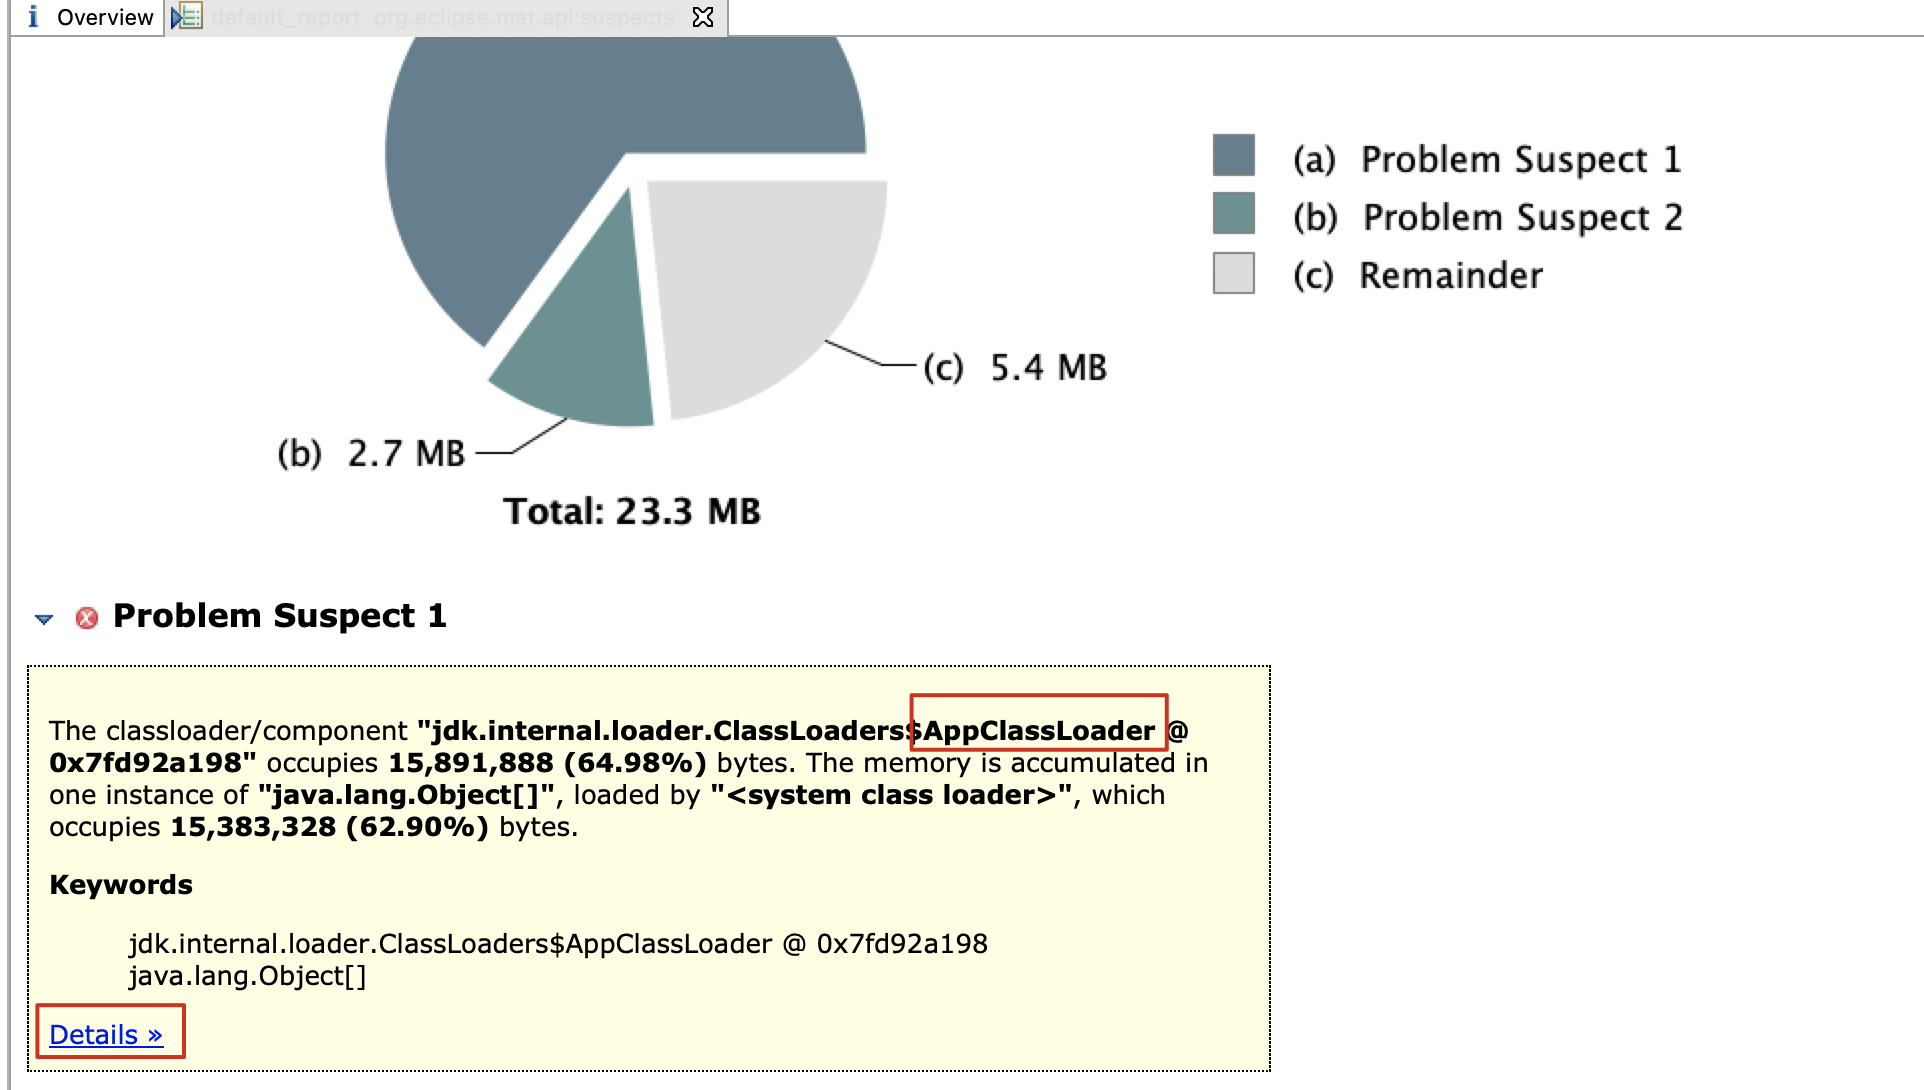 Overview
default_report org.eclipse.mat.api:suspects
(a) Problem Suspect 1
(b) Problem Suspect 2
(c) Remainder
(c) 5.4 MB
(b) 2.7 MB
Total: 23.3 MB
Problem Suspect 1
The classloader/component "jdk.internal.loader.ClassLoaders$AppClassLoader @
0x7fd92a198" occupies 15,891,888 (64.98%) bytes. The memory is accumulated in
one instance of "java.lang.Object[]", loaded by "<system class loader>", which
occupies 15,383,328 (62.90%) bytes.
Keywords
jdk.internal.loader.ClassLoaders$AppClassLoader @ 0x7fd92a198
java.lang.Object[]
Details »